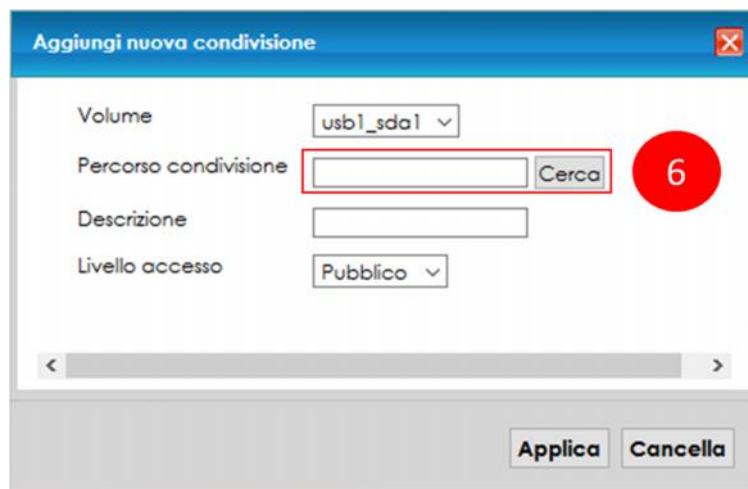 Aggiungi nuova condivisione
Volume usb1_sda1
Percorso condivisione Cerca 6
Descrizione
Livello accesso Pubblico
Applica Cancella